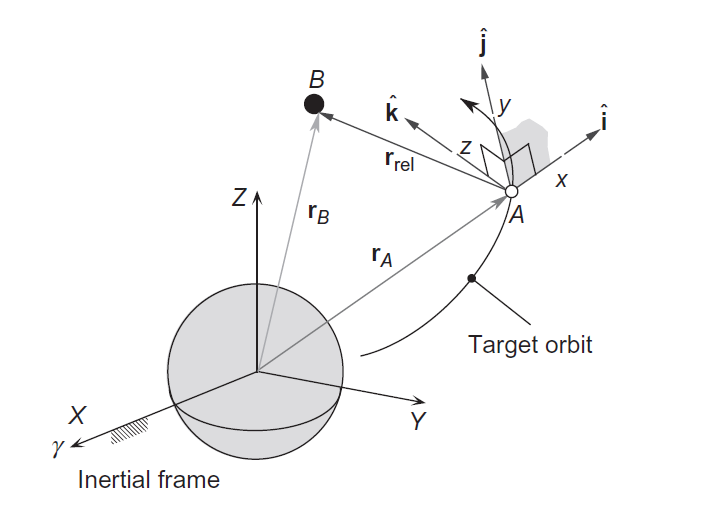 ĵ
B
k̂
y
î
z
r_rel
x
Z
A
r_B
r_A
Target orbit
X
Y
γ
Inertial frame